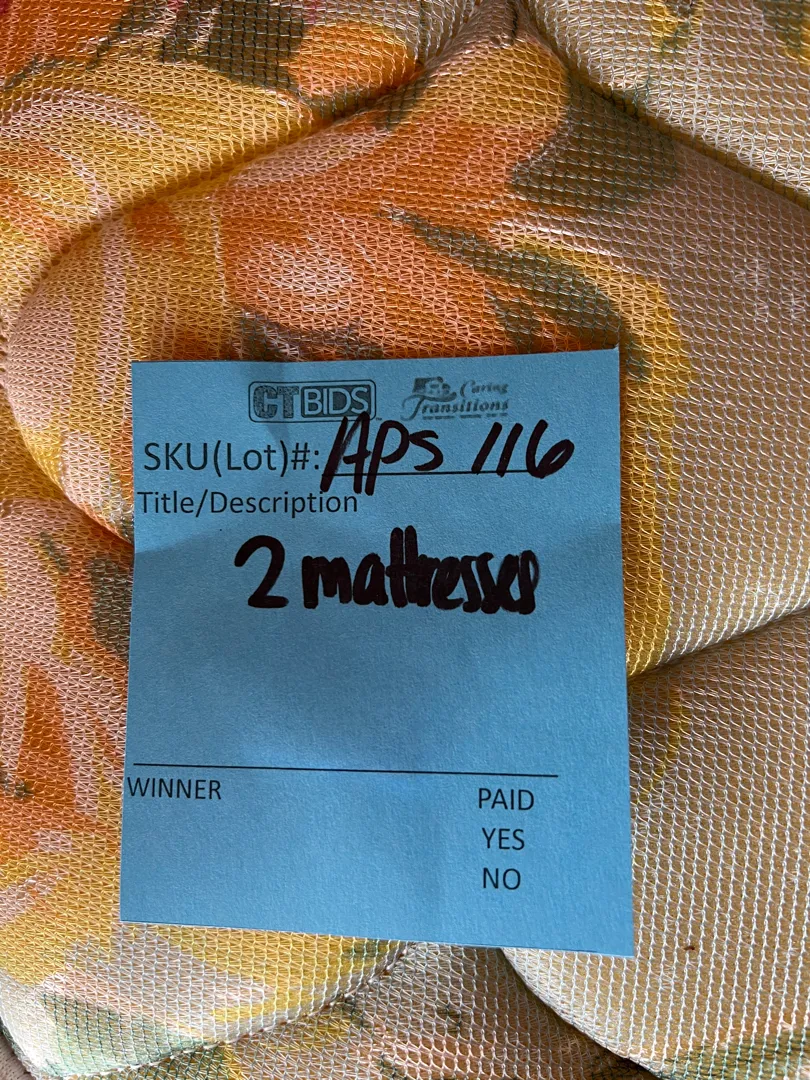 CTBIDS Caring Transitions
SKU(Lot)#: APS 116
Title/Description
2 mattresses
WINNER PAID
YES
NO